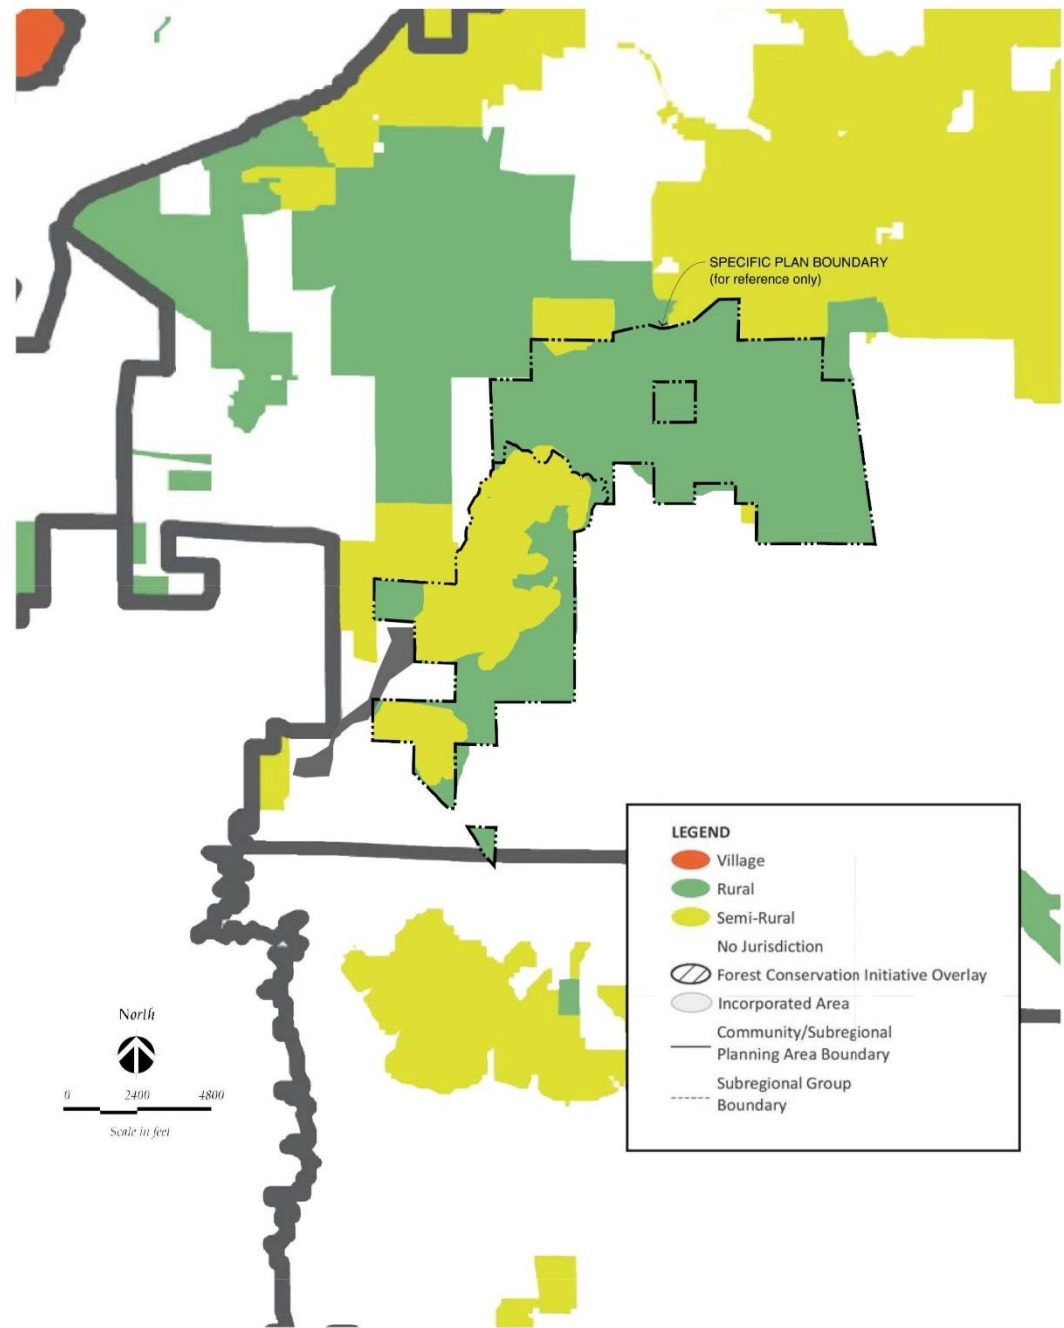 SPECIFIC PLAN BOUNDARY
(for reference only)
LEGEND
Village
Rural
Semi-Rural
No Jurisdiction
Forest Conservation Initiative Overlay
Incorporated Area
Community/Subregional
Planning Area Boundary
Subregional Group
Boundary
North
0 2400 4800
Scale in feet